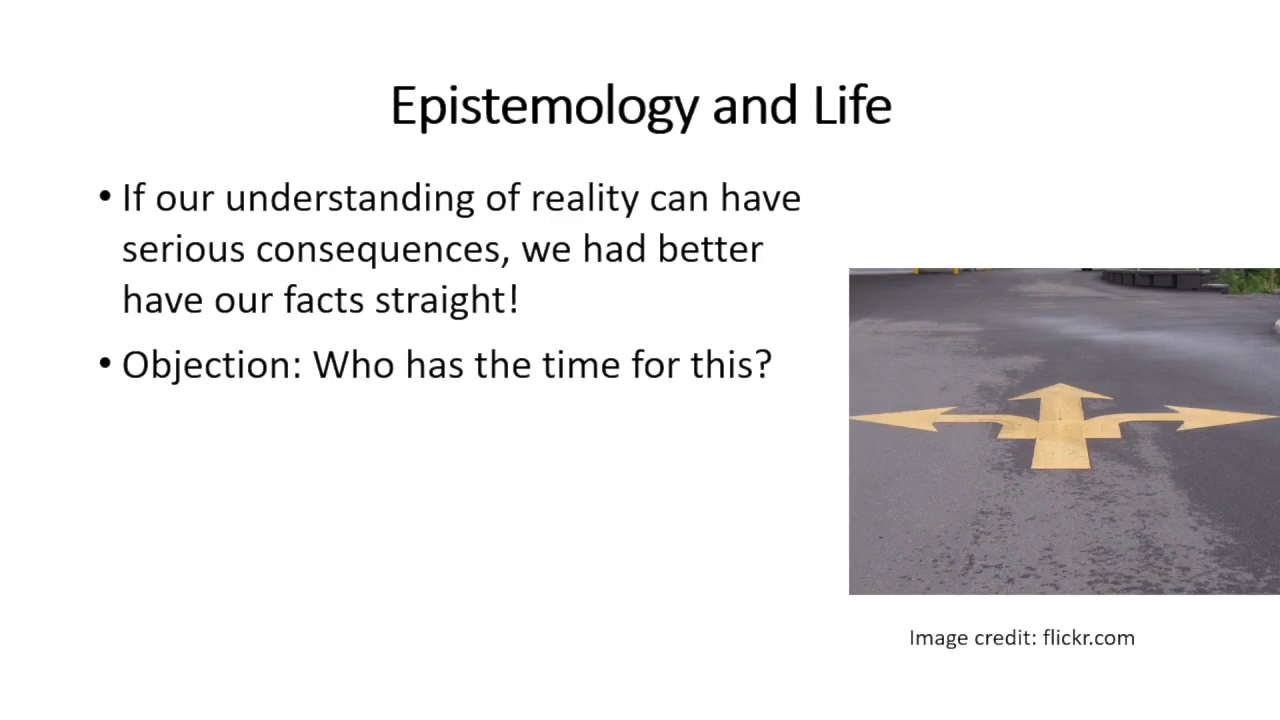 Epistemology and Life
• If our understanding of reality can have
serious consequences, we had better
have our facts straight!
• Objection: Who has the time for this?
Image credit: flickr.com